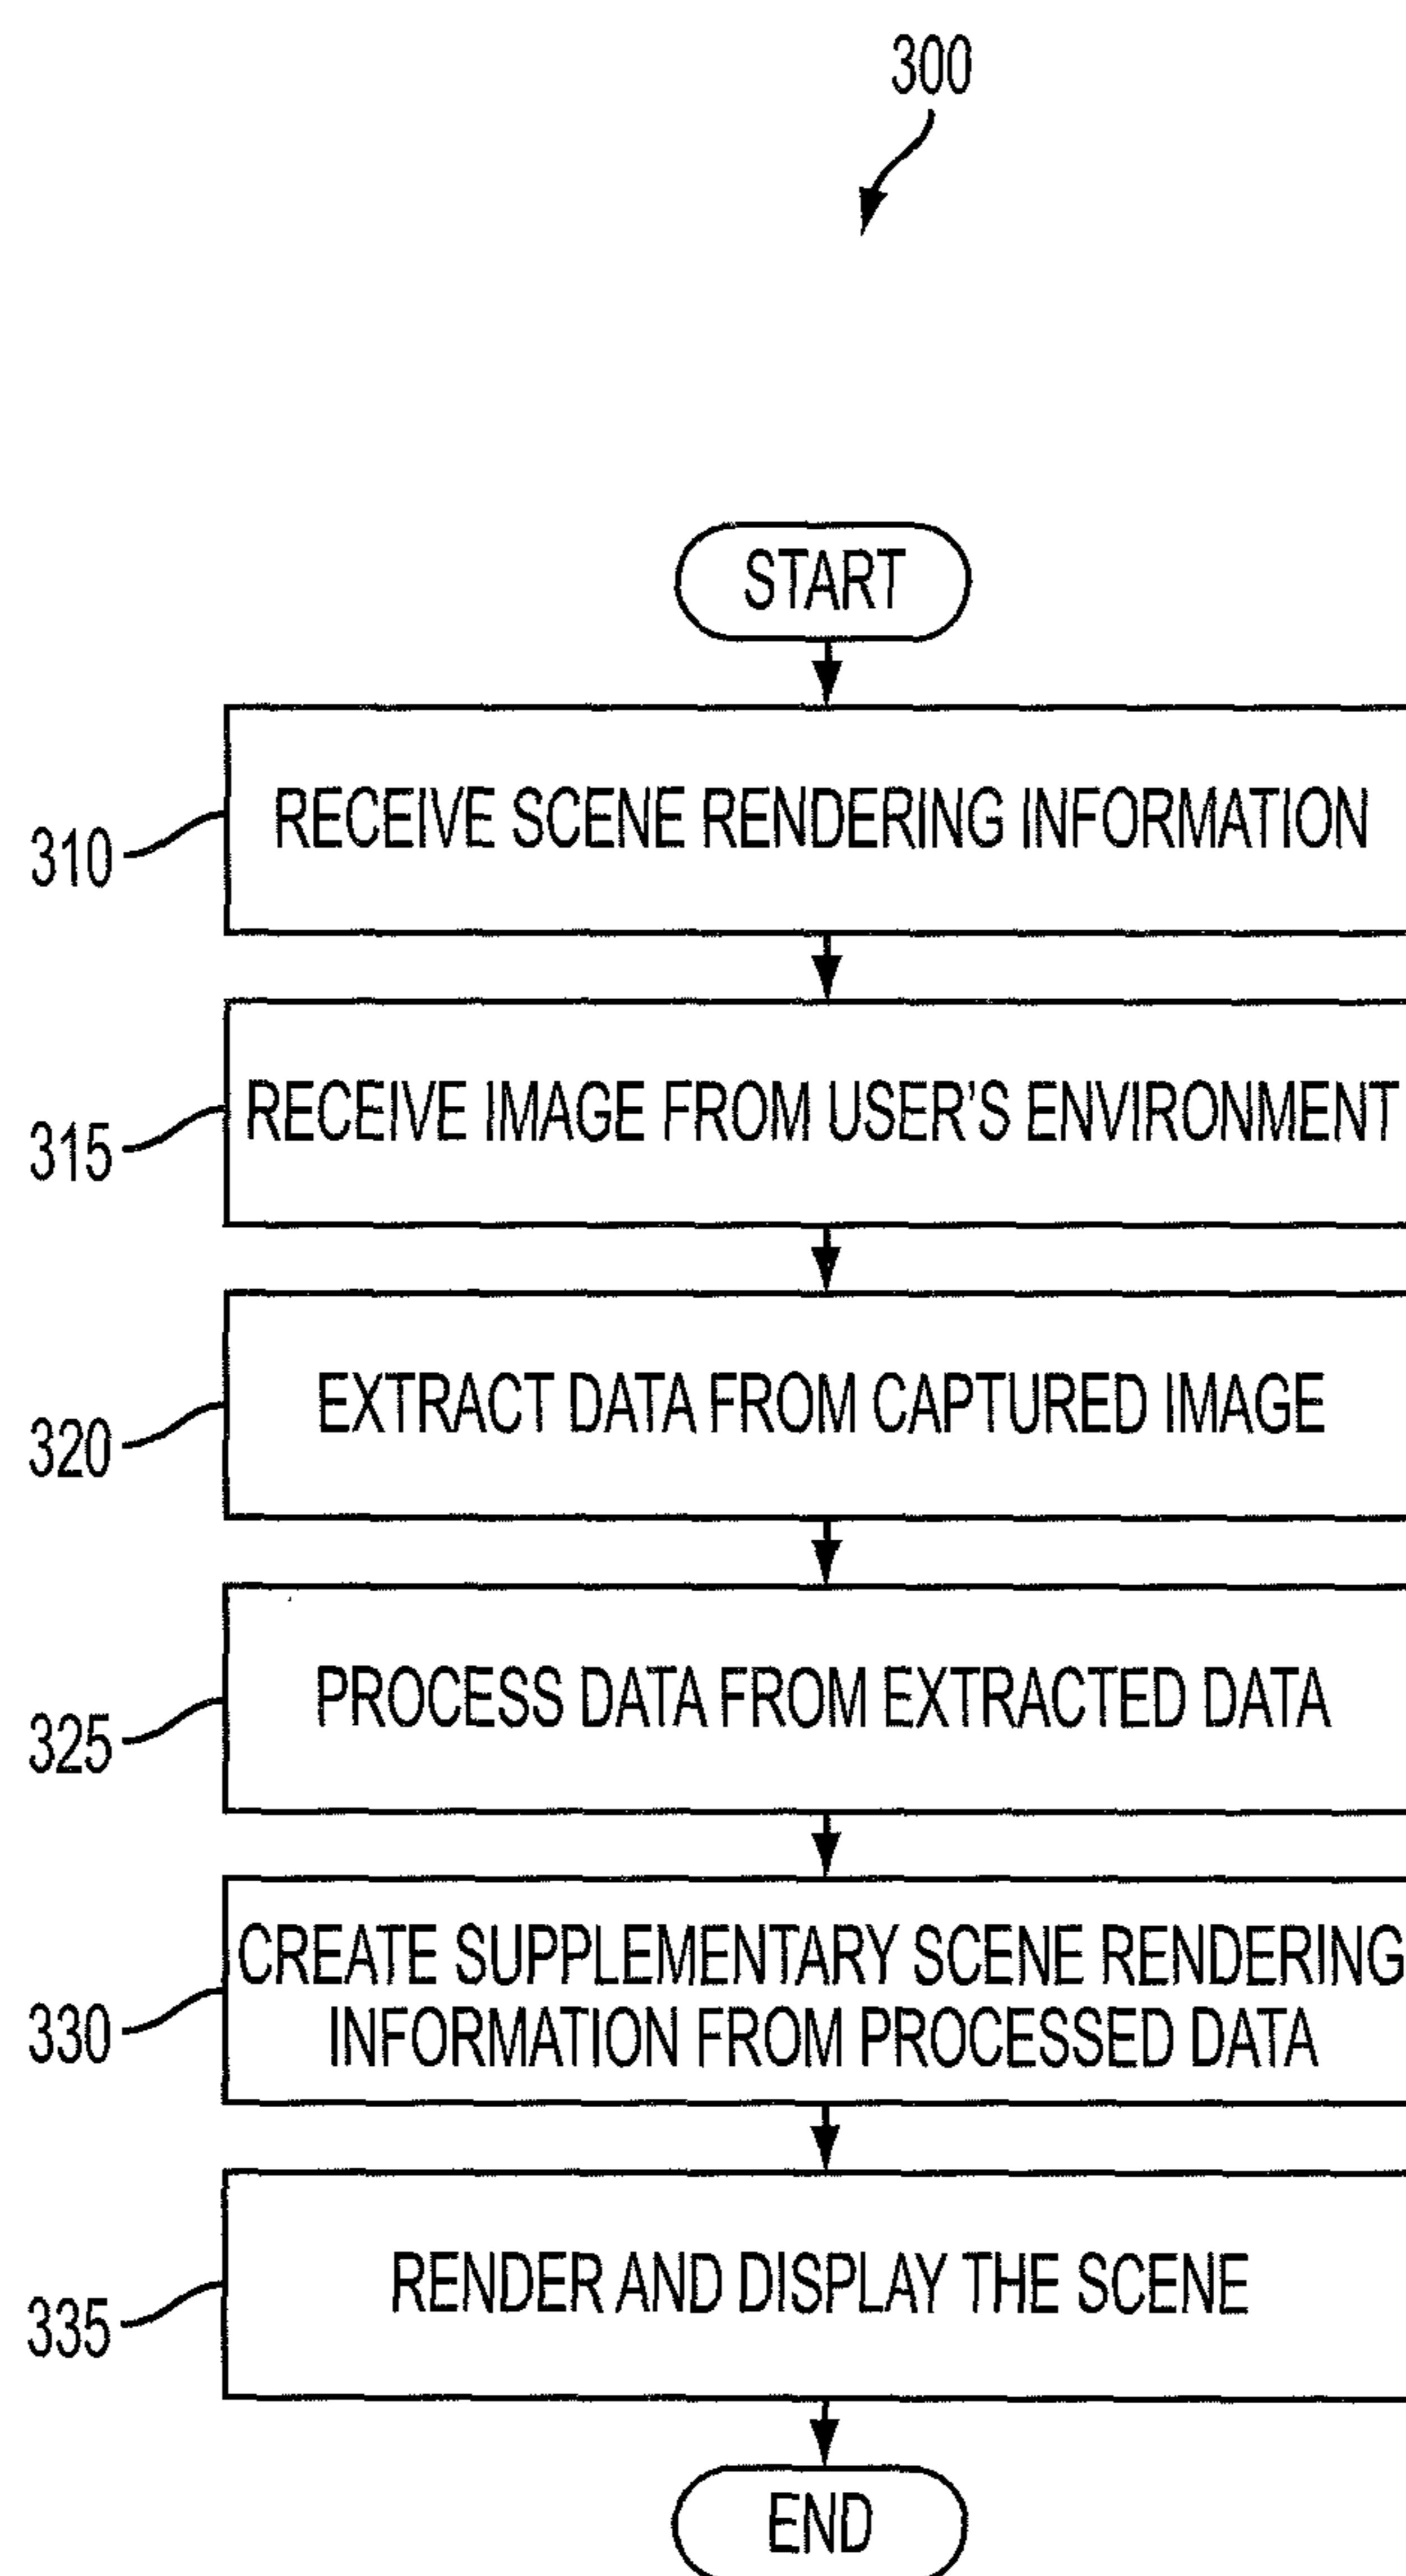 300
START
310
RECEIVE SCENE RENDERING INFORMATION
315
RECEIVE IMAGE FROM USER'S ENVIRONMENT
320
EXTRACT DATA FROM CAPTURED IMAGE
325
PROCESS DATA FROM EXTRACTED DATA
330
CREATE SUPPLEMENTARY SCENE RENDERING
INFORMATION FROM PROCESSED DATA
335
RENDER AND DISPLAY THE SCENE
END